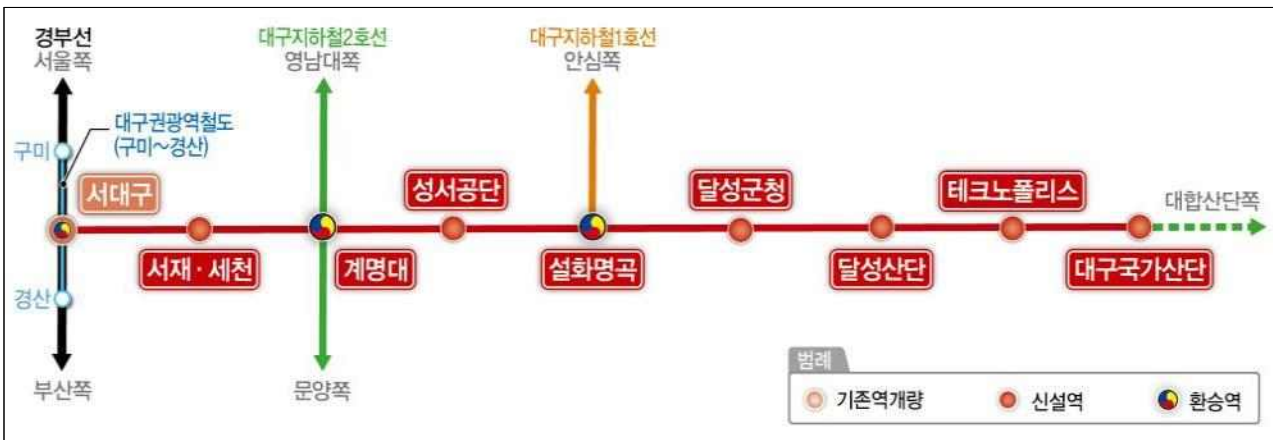 경부선
서울쪽
대구지하철2호선
영남대쪽
대구지하철1호선
안심쪽
대구권광역철도
(구미~경산)
구미
서대구
성서공단
달성군청
테크노폴리스
대합산단쪽
서재·세천
계명대
설화명곡
달성산단
대구국가산단
경산
부산쪽
문양쪽
범례
기존역개량
신설역
환승역